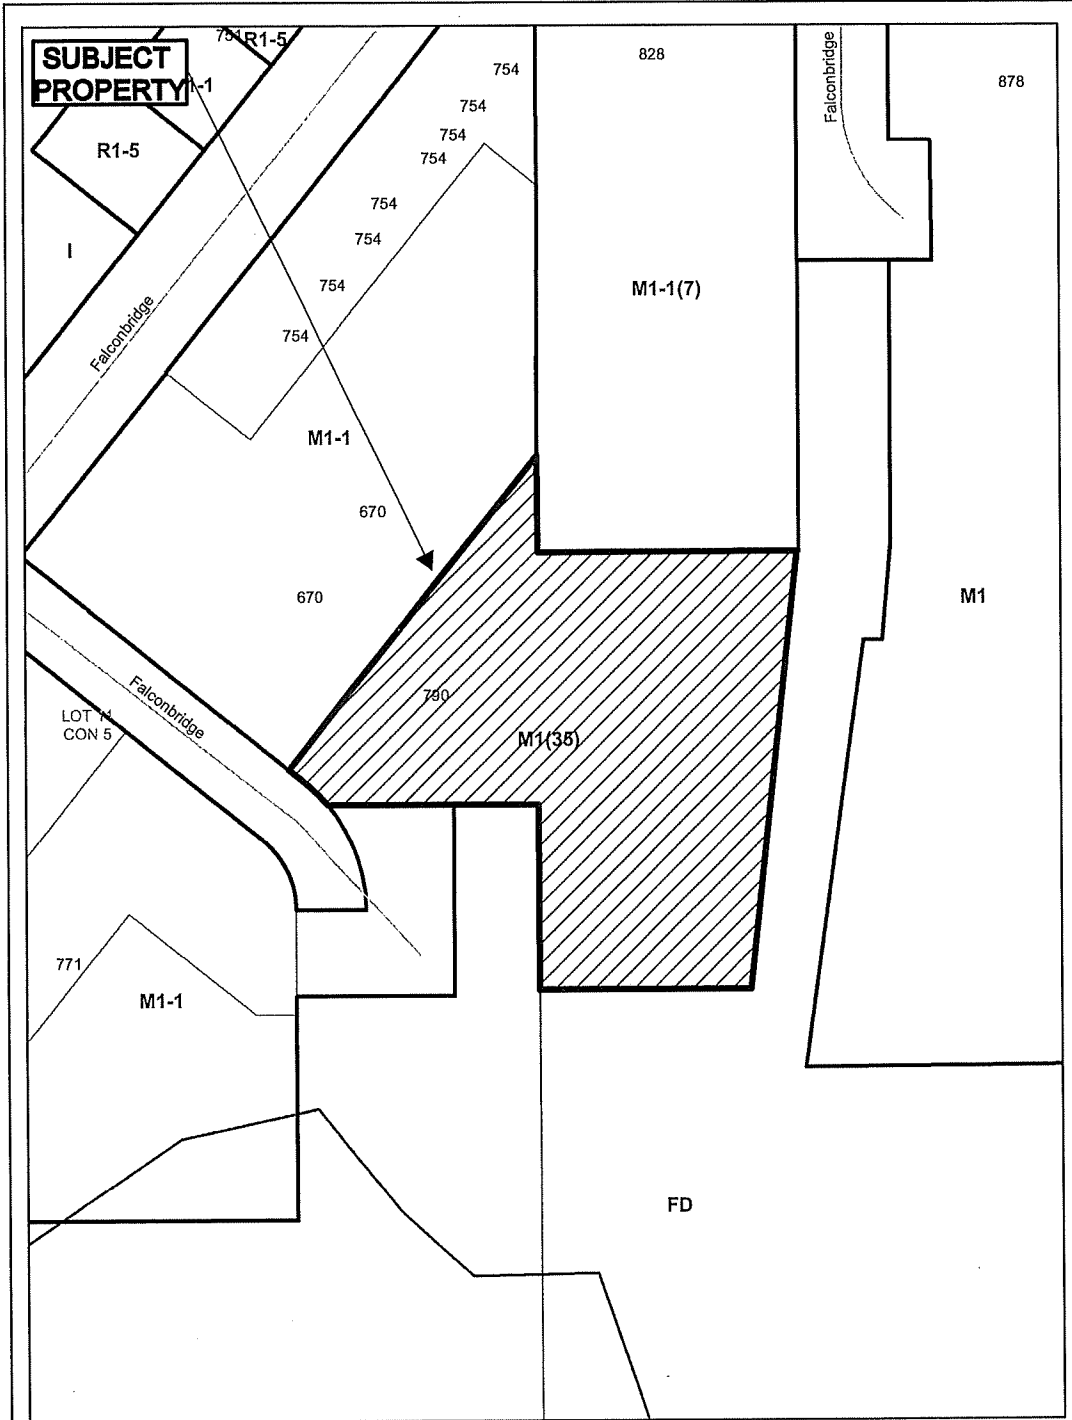 751 R1-5
SUBJECT
PROPERTY
1-1
R1-5
I
Falconbridge
754
754
754
754
754
754
754
754
828
Falconbridge
878
M1-1(7)
M1-1
670
670
M1
790
M1(35)
Falconbridge
LOT 11
CON 5
771
M1-1
FD